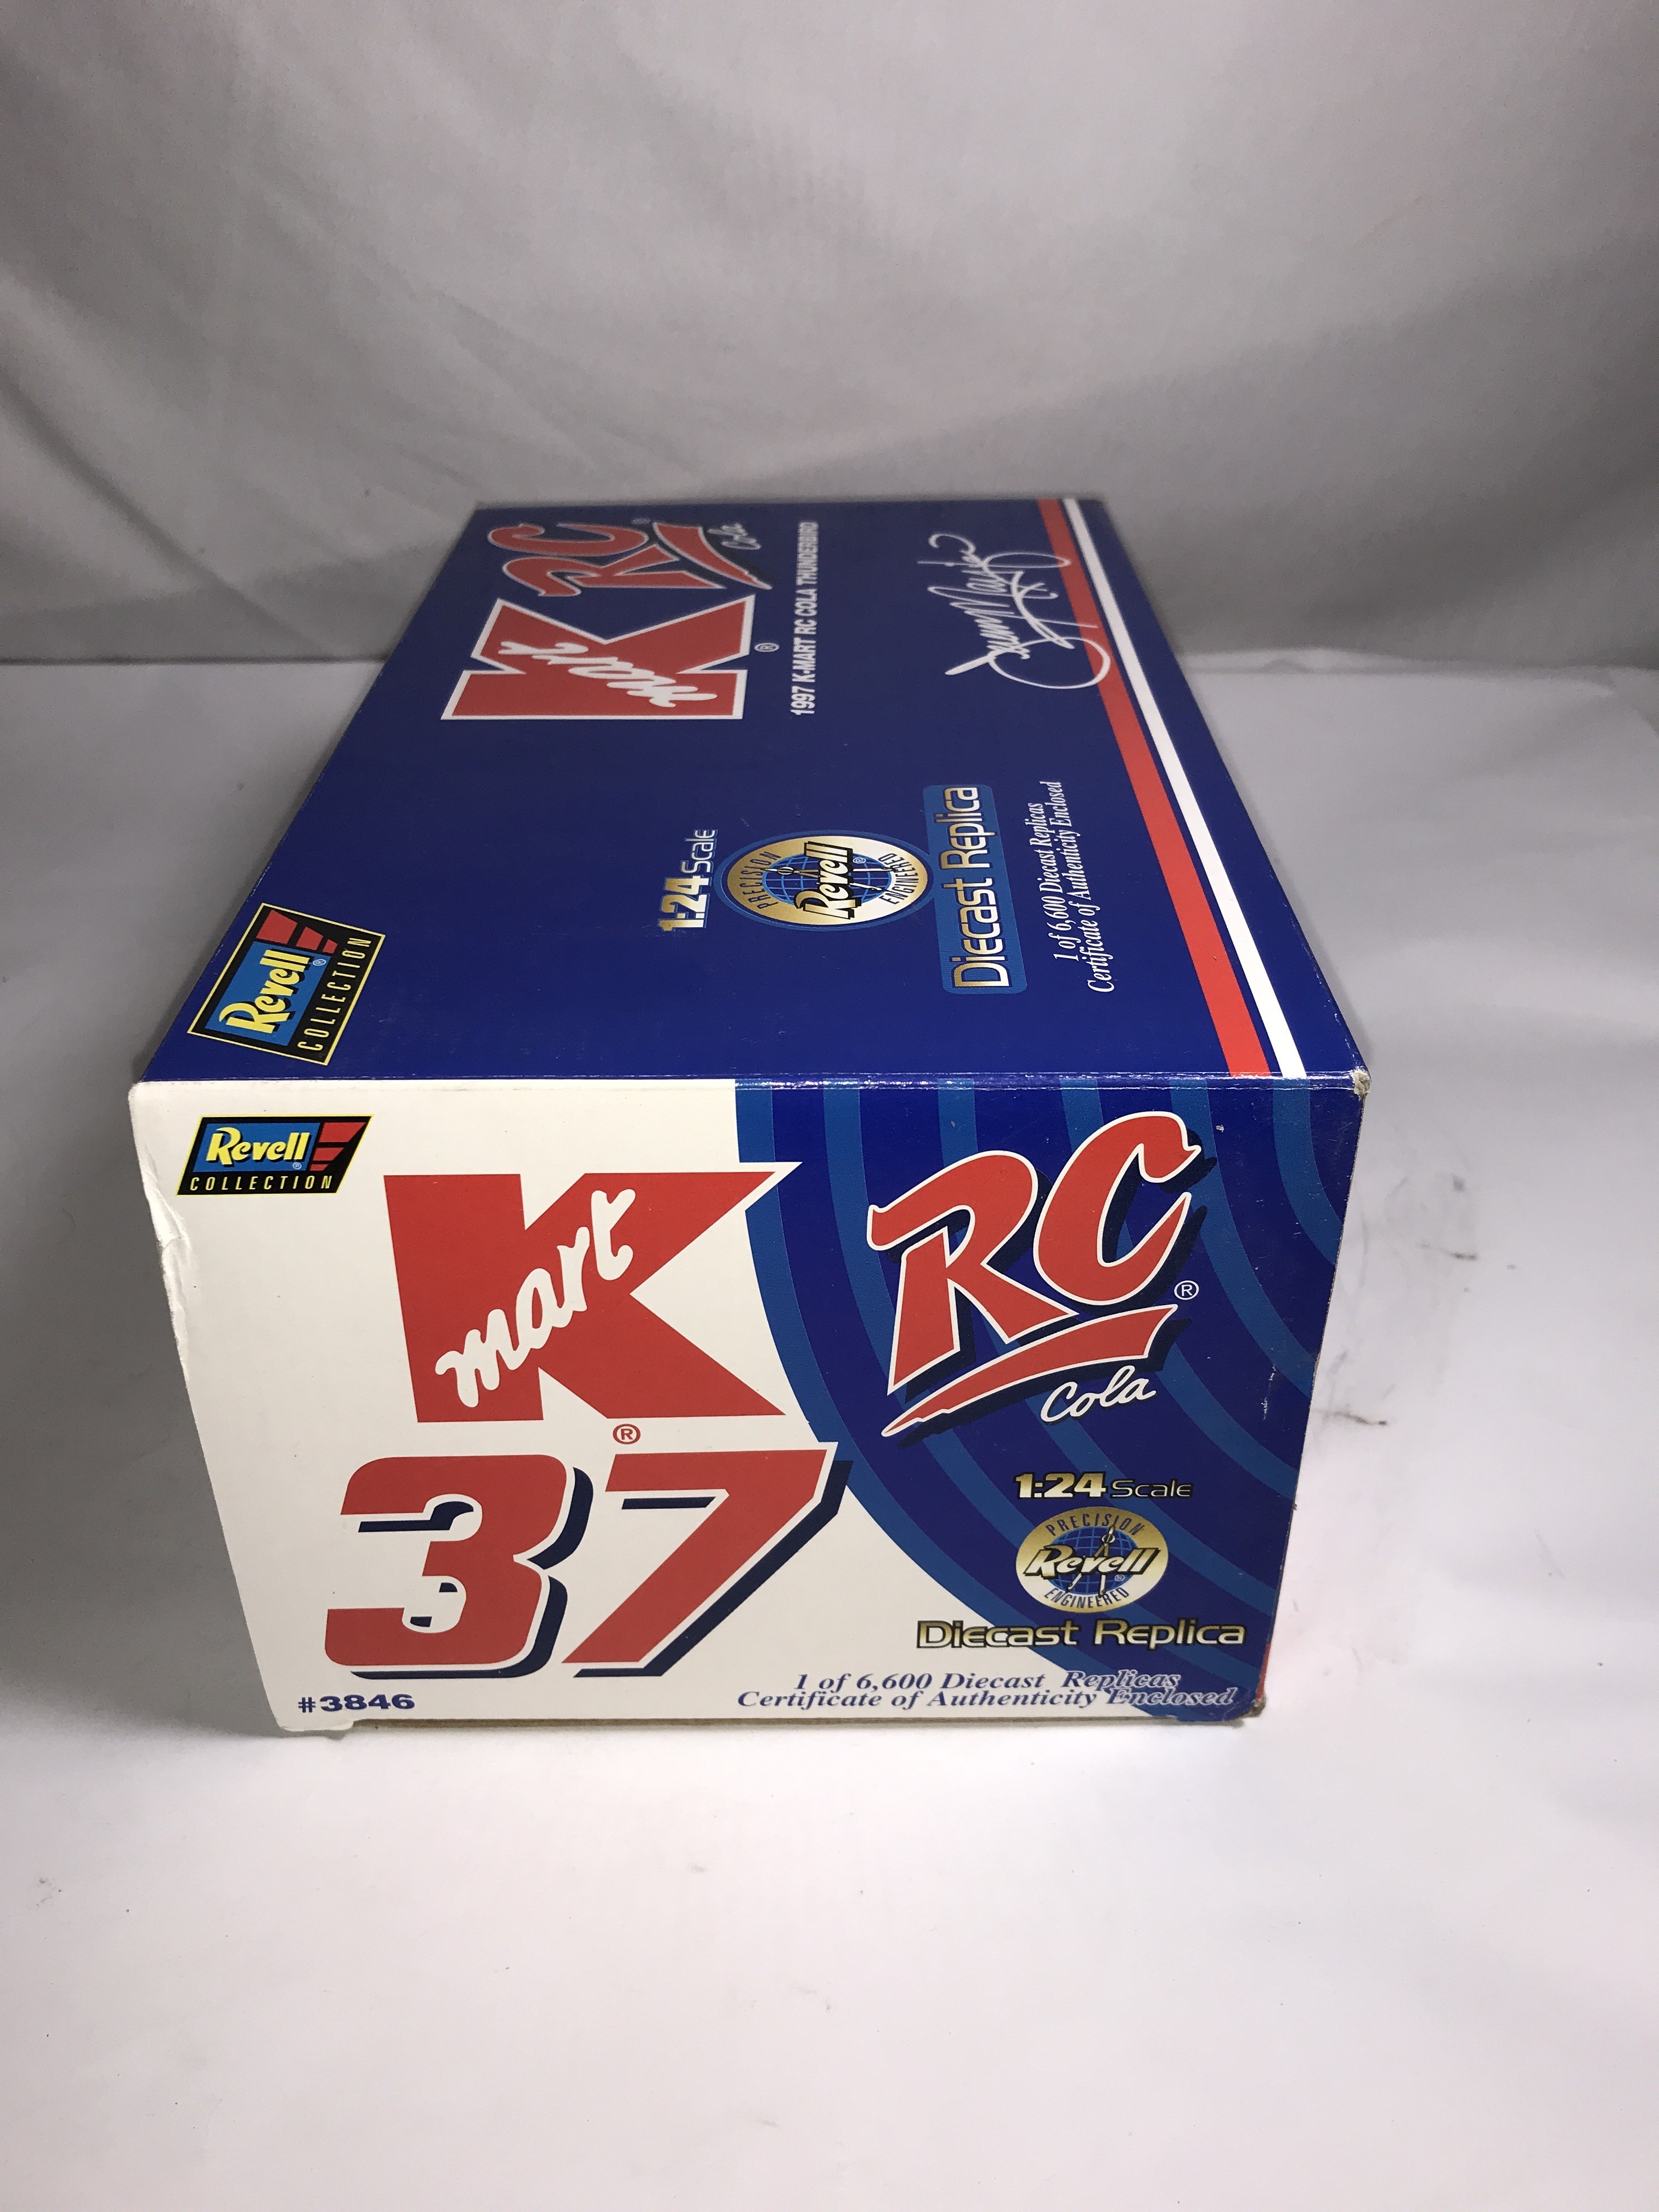 K
mart
®
RC
®
Cola
1997 K-MART RC COLA THUNDERBIRD
Revell
®
COLLECTION
1:24 Scale
PRECISION
Revell
®
ENGINEERED
Diecast Replica
1 of 6,600 Diecast Replicas
Certificate of Authenticity Enclosed
Revell
®
COLLECTION
K
mart
®
37
#3846
RC
®
Cola
1:24 Scale
PRECISION
Revell
®
ENGINEERED
Diecast Replica
1 of 6,600 Diecast Replicas
Certificate of Authenticity Enclosed